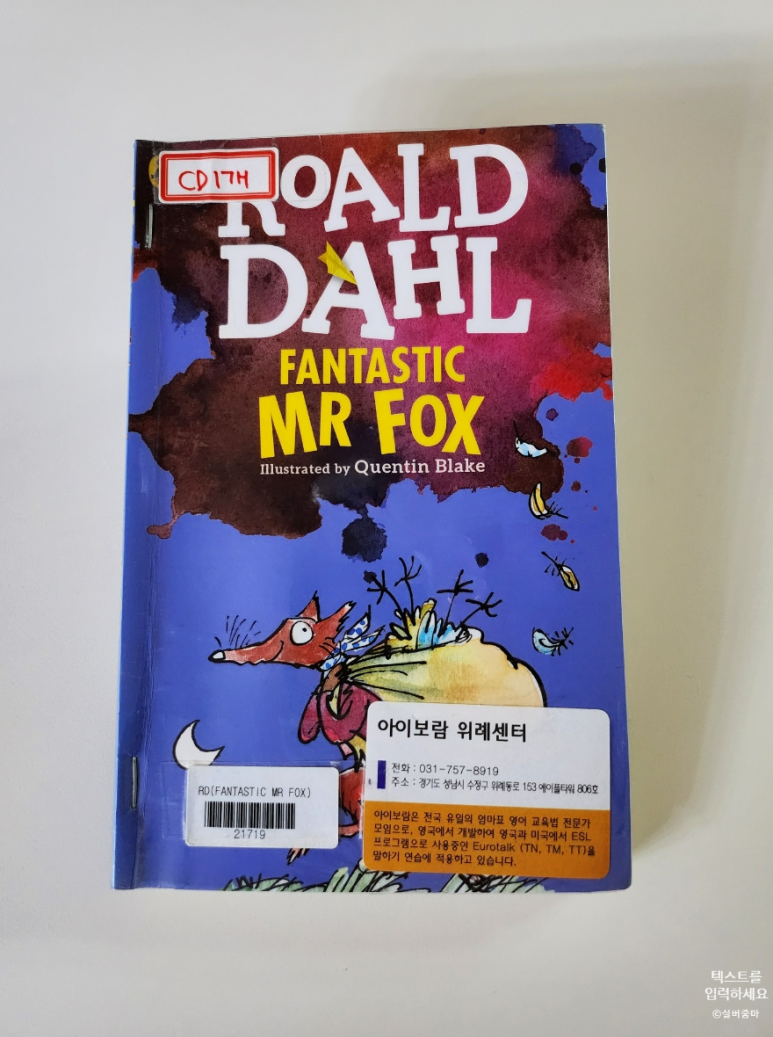 CD 1개
ROALD
DAHL
FANTASTIC
MR FOX
Illustrated by Quentin Blake
아이보람 위례센터
전화 : 031-757-8919
주소 : 경기도 성남시 수정구 위례동로 153 에이플타워 806호
RD(FANTASTIC MR FOX)
21719
아이보람은 전국 유일의 엄마표 영어 교육법 전문가
모임으로, 영국에서 개발하여 영국과 미국에서 ESL
프로그램으로 사용중인 Eurotalk (TN, TM, TT)을
말하기 연습에 적용하고 있습니다.
텍스트를
입력하세요
©실버줌마